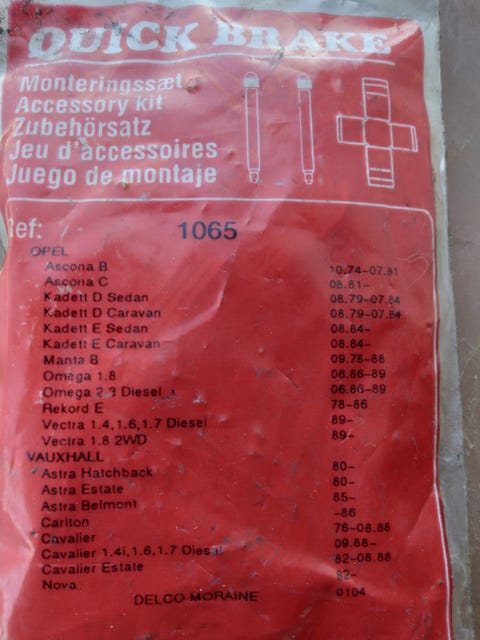 QUICK BRAKE
Monteringssæt
Accessory kit
Zubehörsatz
Jeu d'accessoires
Juego de montaje
Ref: 1065
OPEL
Ascona B 10.74-07.81
Ascona C 08.81-
Kadett D Sedan 08.79-07.84
Kadett D Caravan 08.79-07.84
Kadett E Sedan 08.84-
Kadett E Caravan 08.84-
Manta B 09.78-88
Omega 1.8 06.86-89
Omega 2.3 Diesel 06.86-89
Rekord E 78-86
Vectra 1.4,1.6,1.7 Diesel 89-
Vectra 1.8 2WD 89-
VAUXHALL
Astra Hatchback 80-
Astra Estate 80-
Astra Belmont 85-
Carlton -86
Cavalier 76-08.88
Cavalier 1.4i,1.6,1.7 Diesel 09.88-
Cavalier Estate 82-08.88
Nova 82-
DELCO MORAINE 0104